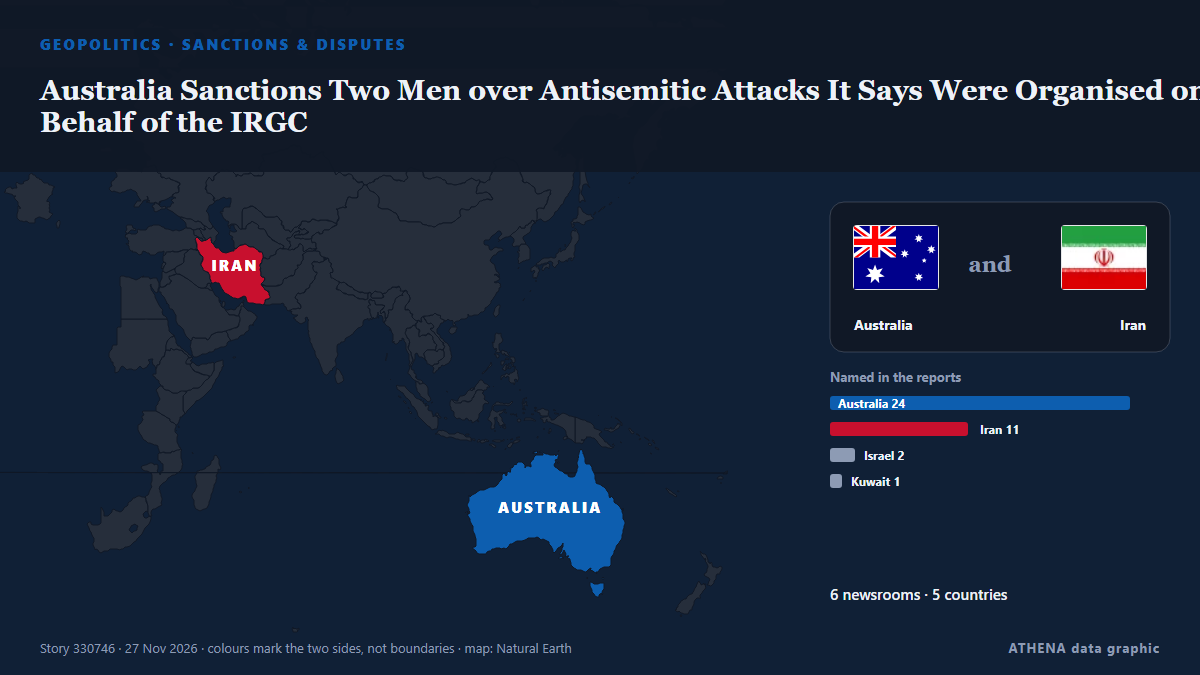 GEOPOLITICS · SANCTIONS & DISPUTES
Australia Sanctions Two Men over Antisemitic Attacks It Says Were Organised
Behalf of the IRGC
IRAN
AUSTRALIA
and
Australia
Iran
Named in the reports
Australia 24
Iran 11
Israel 2
Kuwait 1
6 newsrooms · 5 countries
Story 330746 · 27 Nov 2026 · colours mark the two sides, not boundaries · map: Natural Earth
ATHENA data graphic